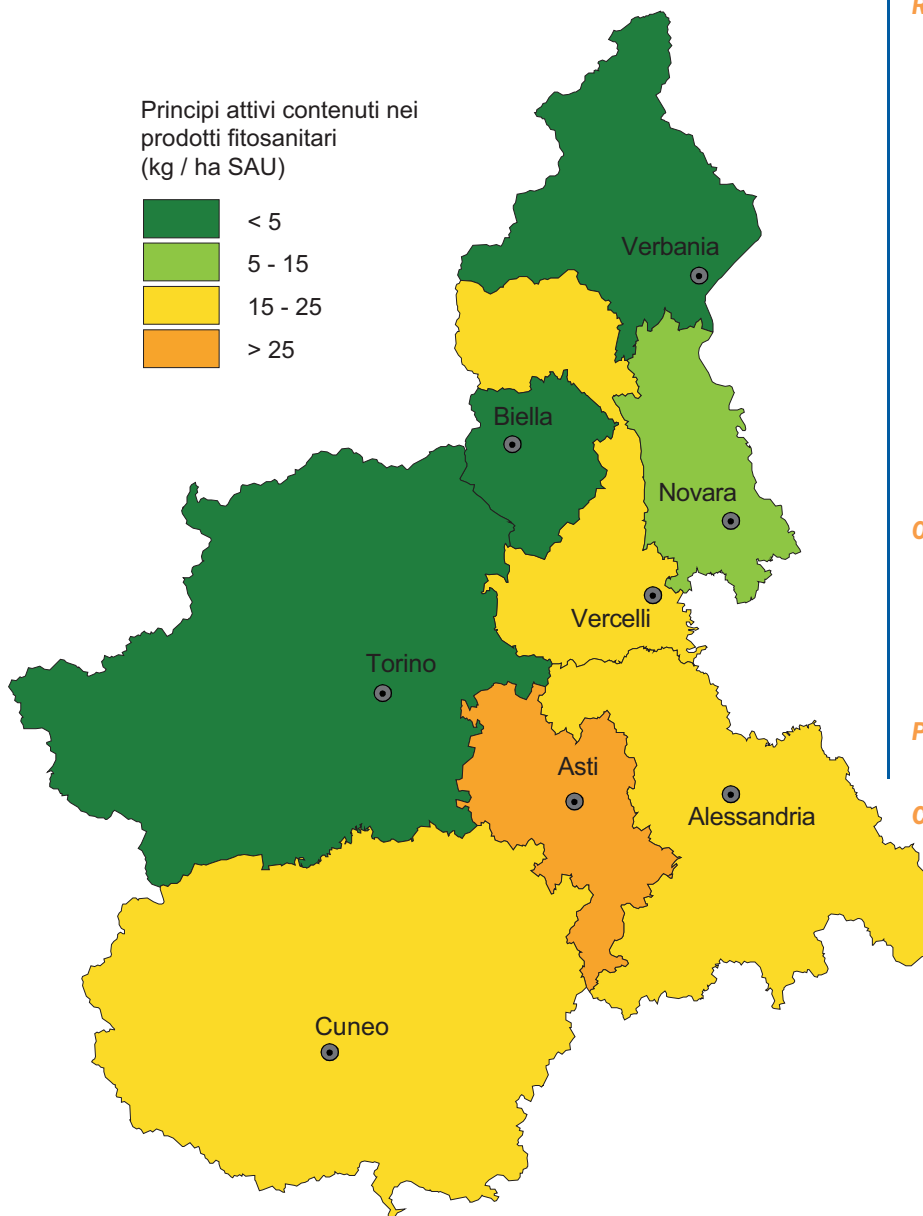 Principi attivi contenuti nei
prodotti fitosanitari
(kg / ha SAU)
< 5
5 - 15
15 - 25
> 25
Verbania
Biella
Novara
Vercelli
Torino
Asti
Alessandria
Cuneo